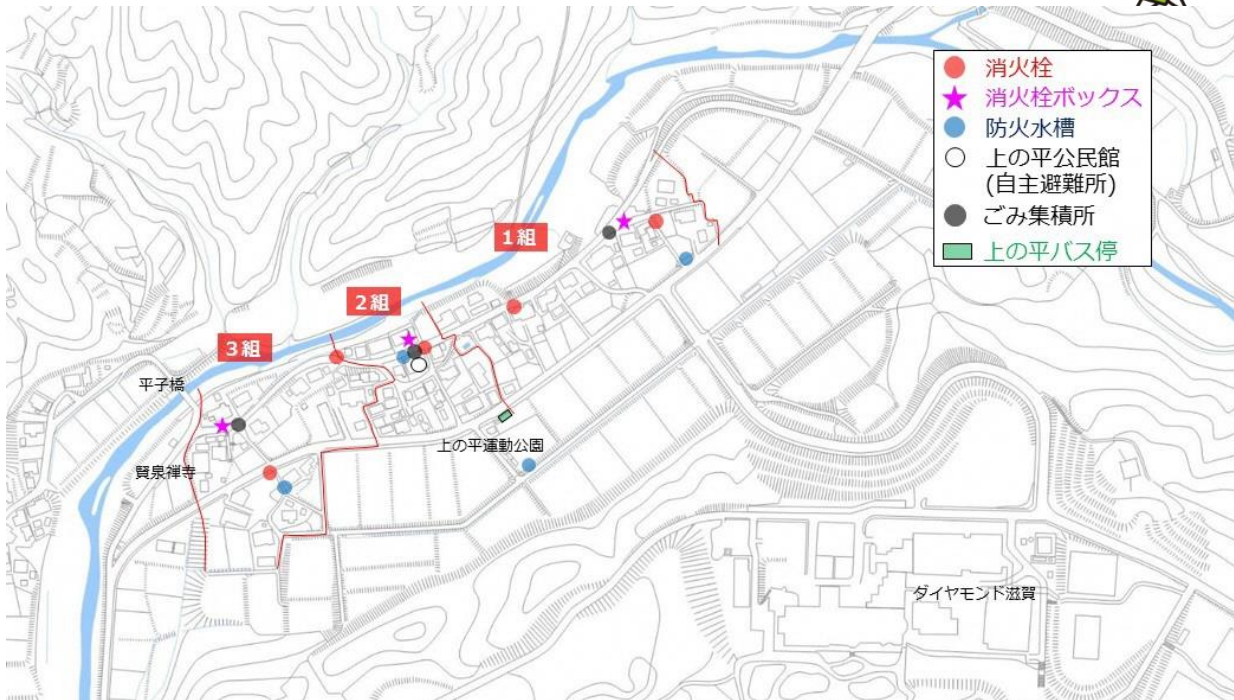 消火栓
消火栓ボックス
防火水槽
上の平公民館
(自主避難所)
ごみ集積所
上の平バス停
1組
2組
3組
平子橋
賢泉禅寺
上の平運動公園
ダイヤモンド滋賀